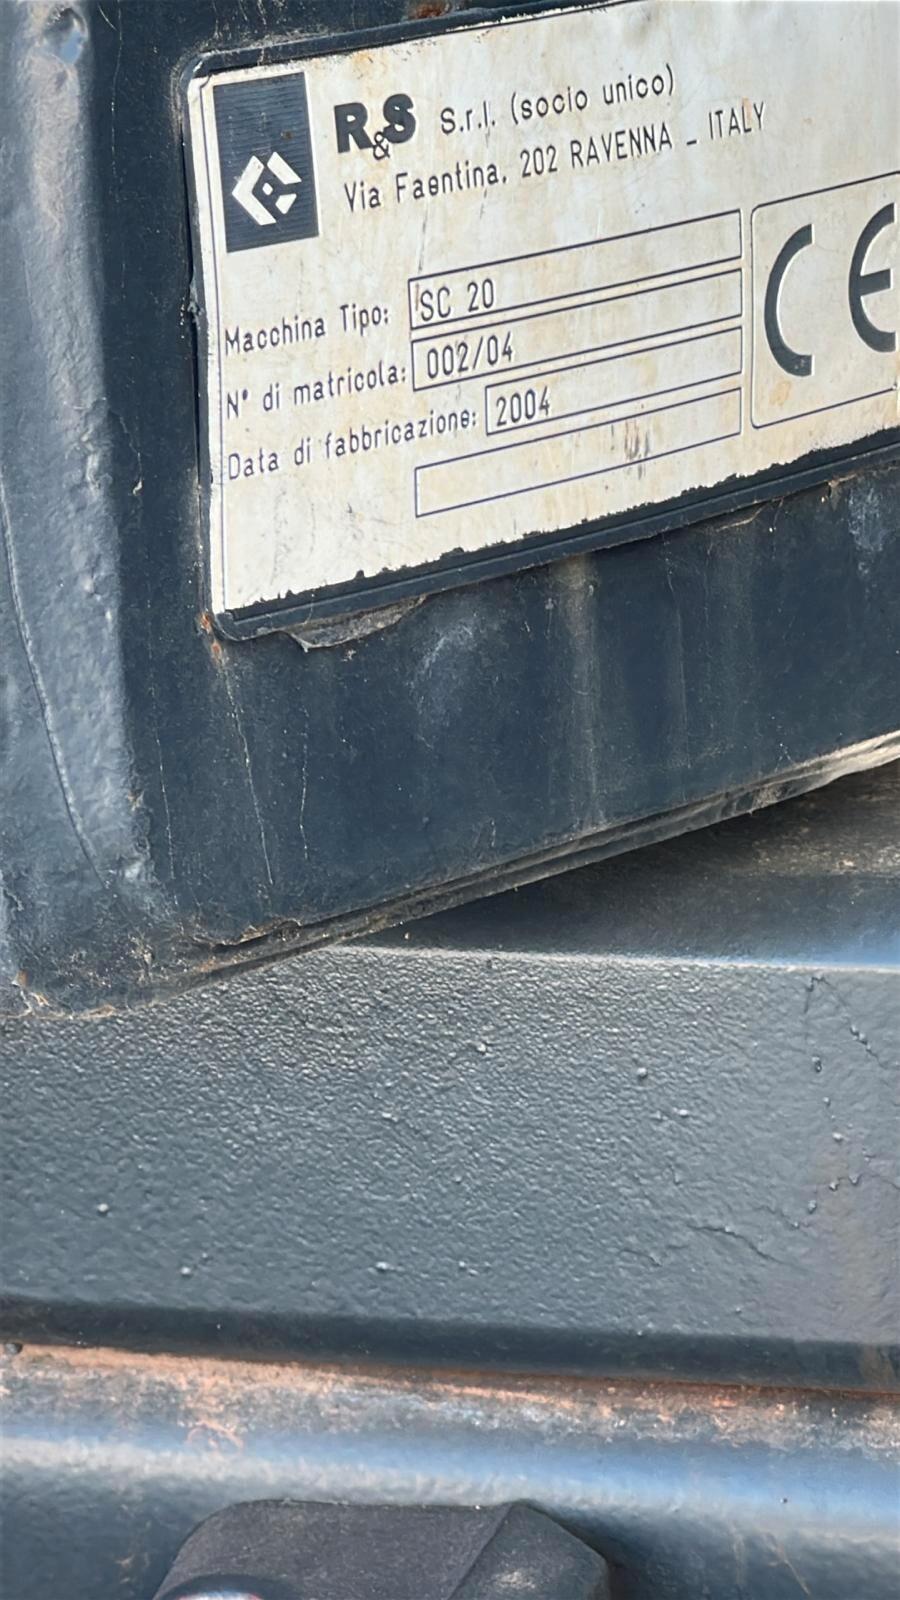 R&S S.r.l. (socio unico)
Via Faentina, 202 RAVENNA - ITALY
Macchina Tipo: SC 20
N° di matricola: 002/04
Data di fabbricazione: 2004
CE